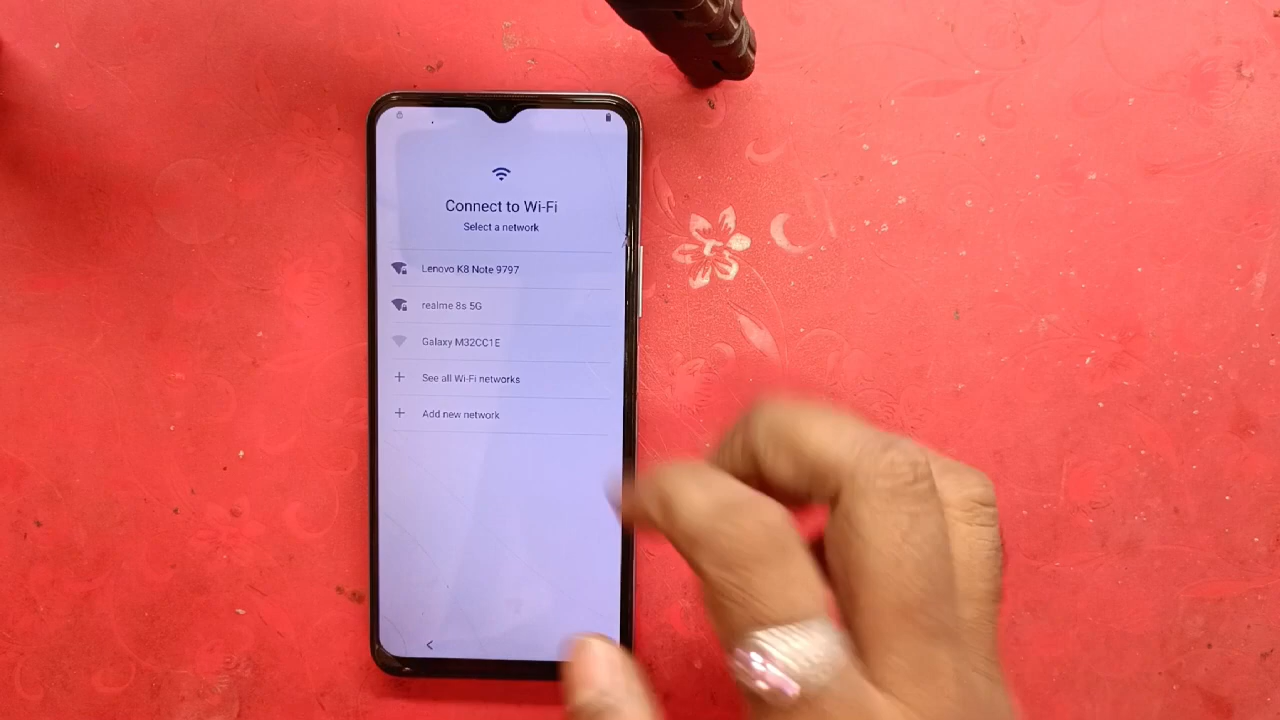 Connect to Wi-Fi
Select a network
Lenovo K8 Note 9797
realme 8s 5G
Galaxy M32CC1E
See all Wi-Fi networks
Add new network